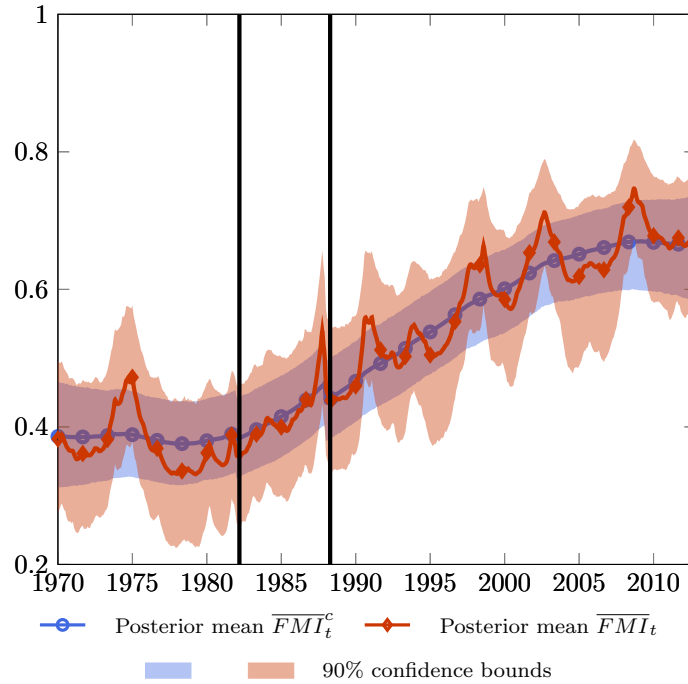 1
0.8
0.6
0.4
0.2
1970 1975 1980 1985 1990 1995 2000 2005 2010
Posterior mean $\overline{FMI}_t^c$ Posterior mean $\overline{FMI}_t$
90% confidence bounds